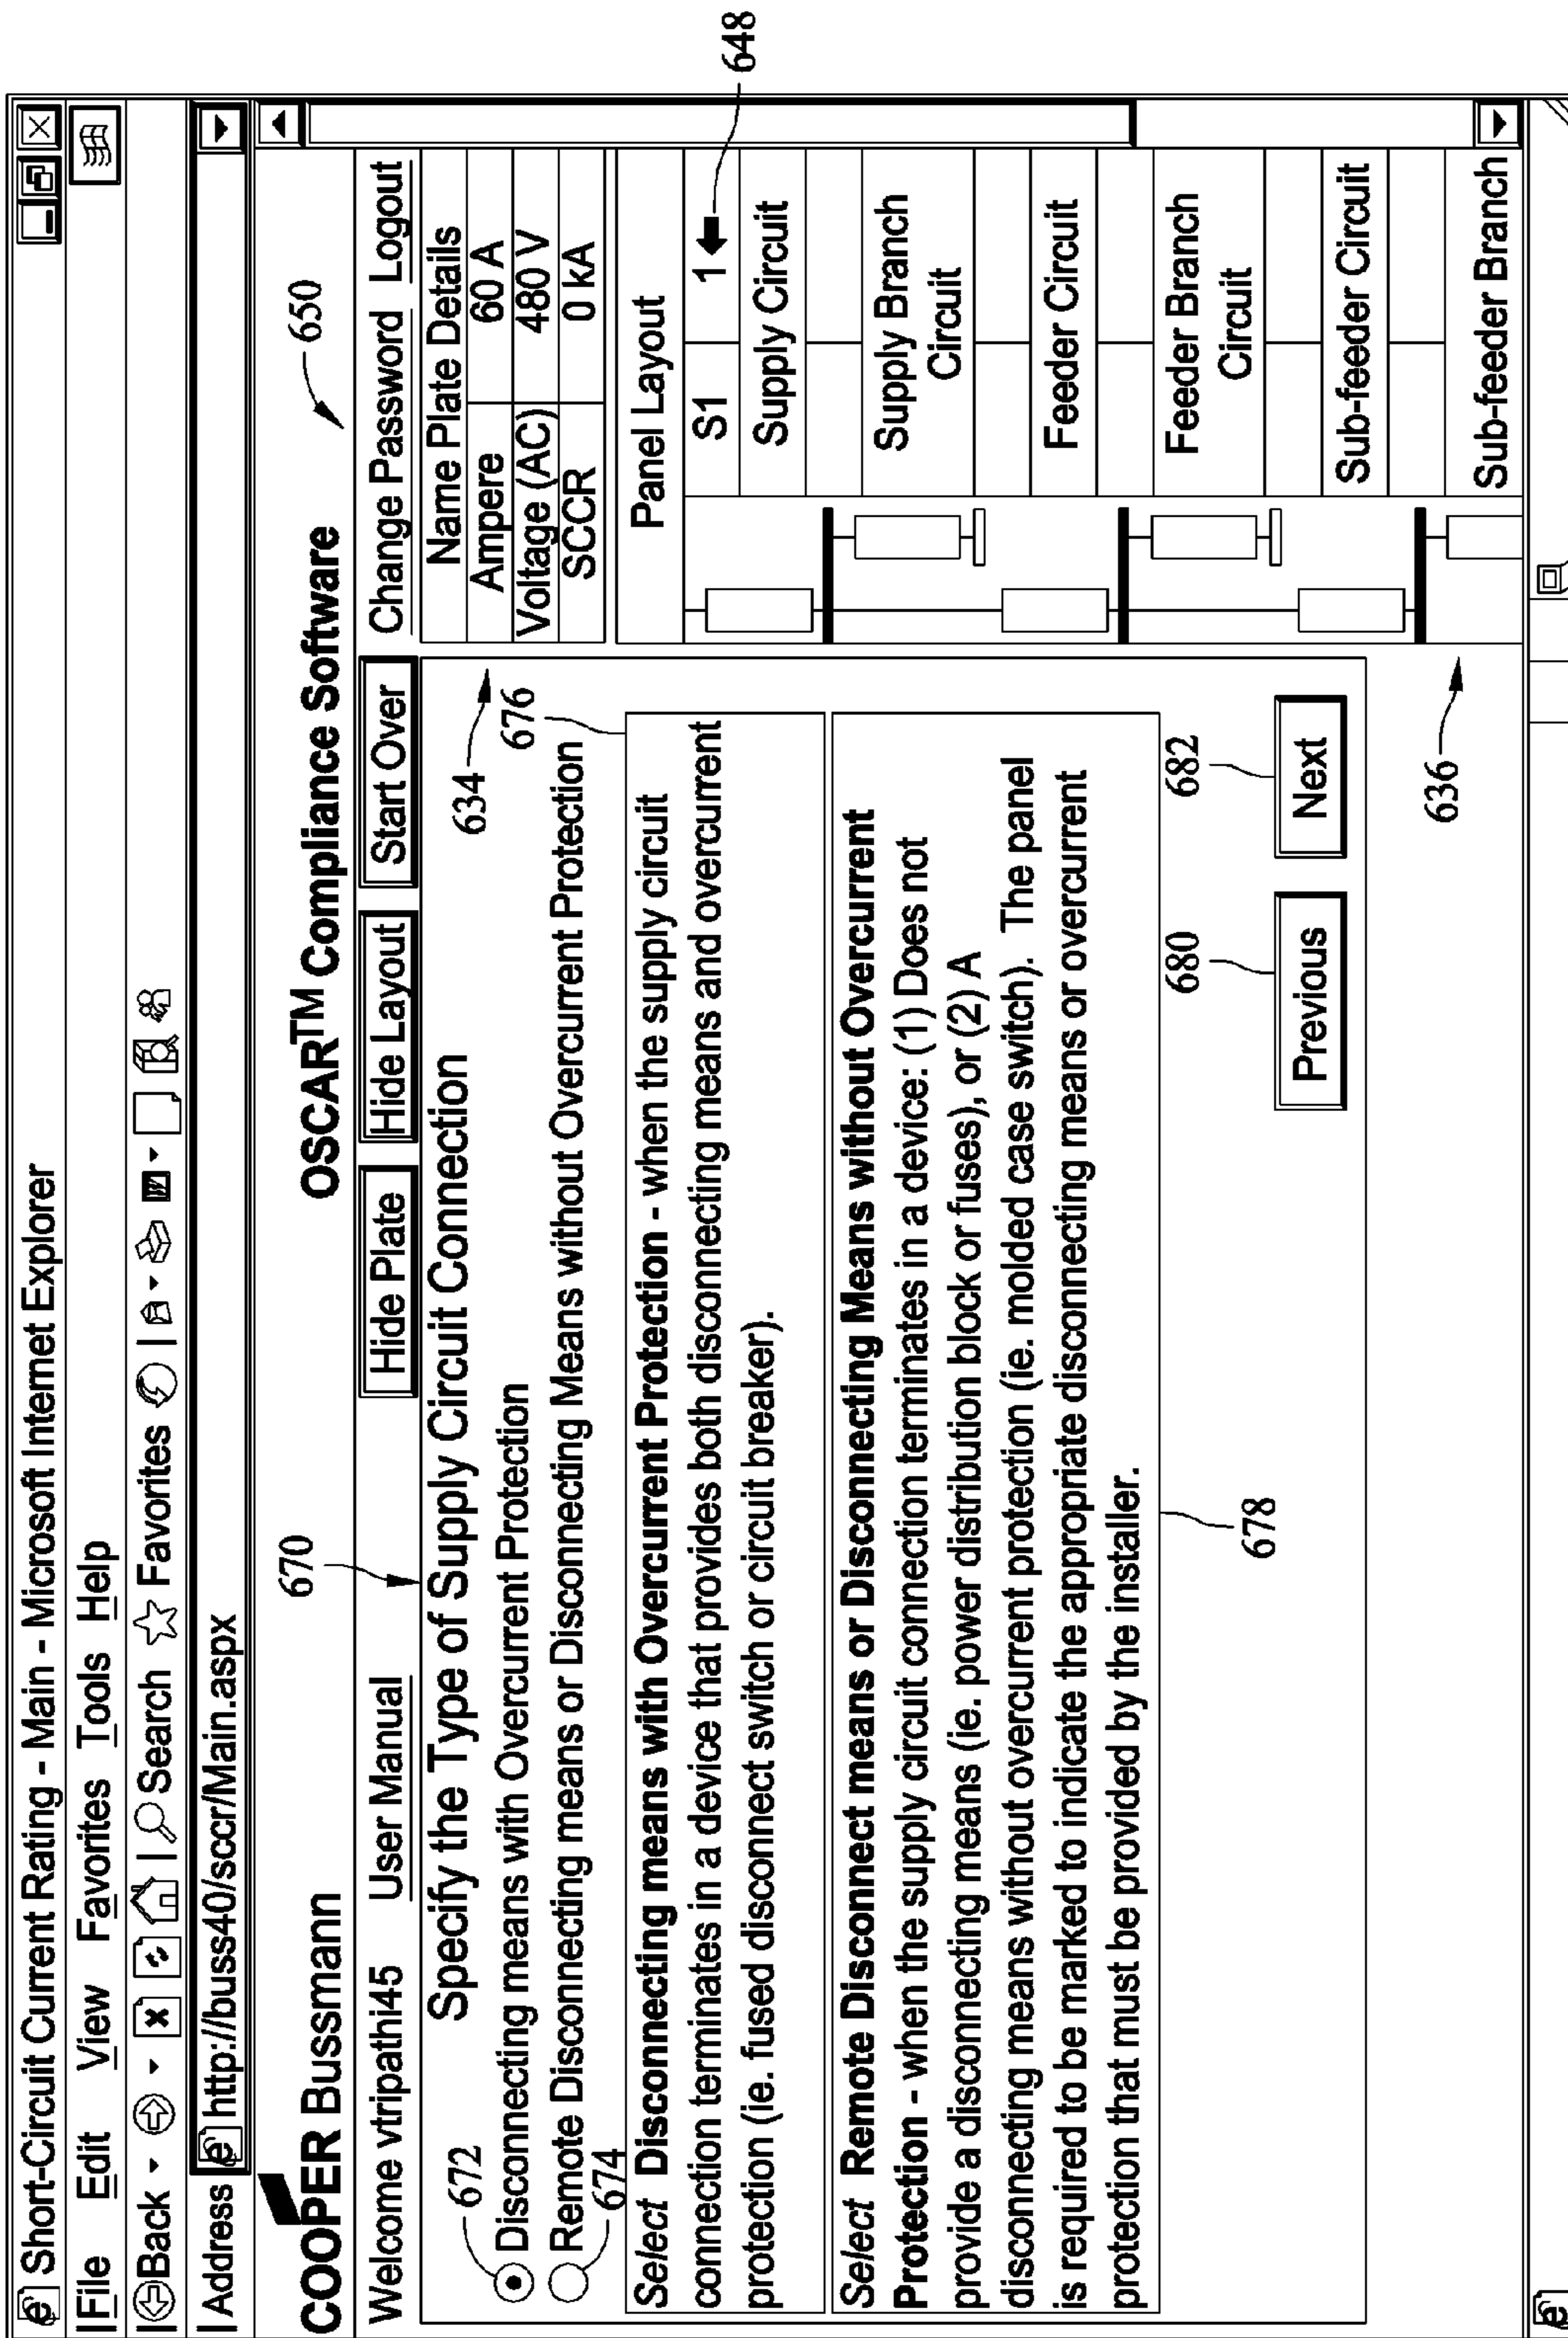 Short-Circuit Current Rating - Main - Microsoft Internet Explorer
File Edit View Favorites Tools Help
Back Search Favorites
Address http://buss40/sccr/Main.aspx
COOPER Bussmann
OSCAR™ Compliance Software
670
650
Welcome vtripathi45 User Manual
Hide Plate Hide Layout Start Over
Change Password Logout
Specify the Type of Supply Circuit Connection
672
Disconnecting means with Overcurrent Protection
Remote Disconnecting means or Disconnecting Means without Overcurrent Protection
674
634
676
Select Disconnecting means with Overcurrent Protection - when the supply circuit
connection terminates in a device that provides both disconnecting means and overcurrent
protection (ie. fused disconnect switch or circuit breaker).
Select Remote Disconnect means or Disconnecting Means without Overcurrent
Protection - when the supply circuit connection terminates in a device: (1) Does not
provide a disconnecting means (ie. power distribution block or fuses), or (2) A
disconnecting means without overcurrent protection (ie. molded case switch). The panel
is required to be marked to indicate the appropriate disconnecting means or overcurrent
protection that must be provided by the installer.
678
680
682
Previous Next
636
Name Plate Details
Ampere 60 A
Voltage (AC) 480 V
SCCR 0 kA
Panel Layout
S1 1
648
Supply Circuit
Supply Branch
Circuit
Feeder Circuit
Feeder Branch
Circuit
Sub-feeder Circuit
Sub-feeder Branch